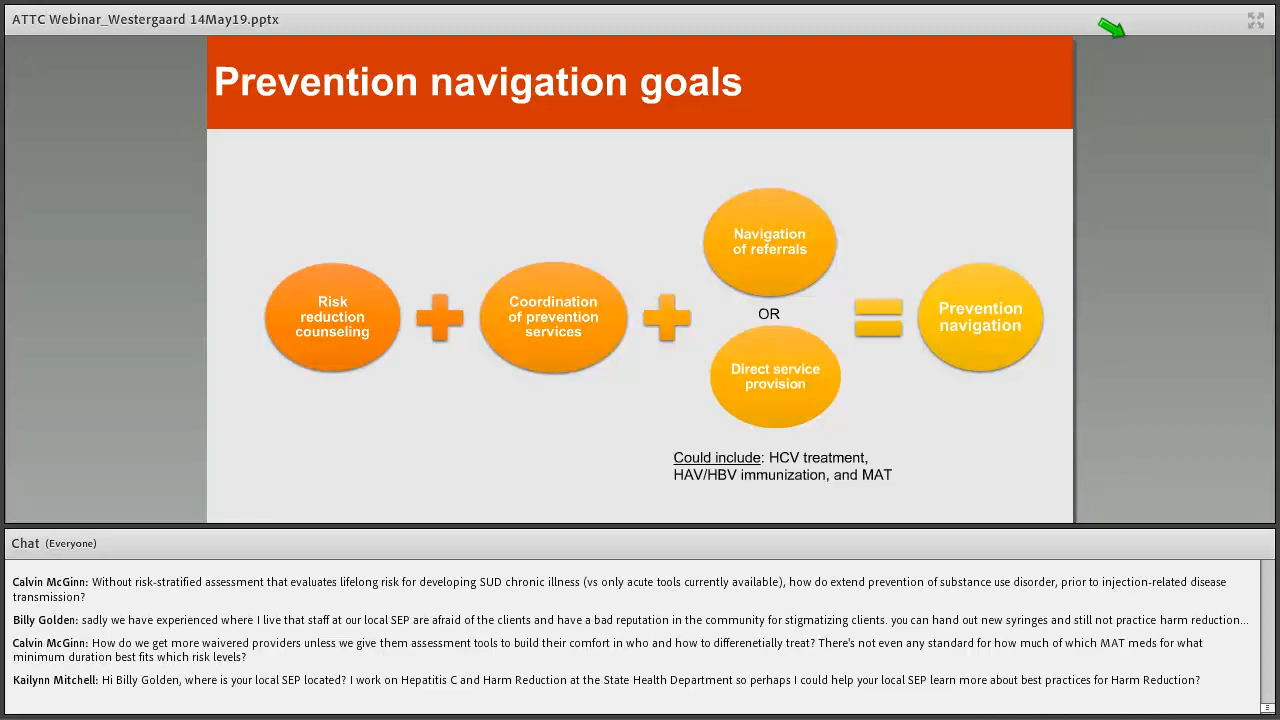 ATTC Webinar_Westergaard 14May19.pptx
Prevention navigation goals
Risk
reduction
counseling
Coordination
of prevention
services
Navigation
of referrals
OR
Direct service
provision
Prevention
navigation
Could include: HCV treatment,
HAV/HBV immunization, and MAT
Chat (Everyone)
Calvin McGinn: Without risk-stratified assessment that evaluates lifelong risk for developing SUD chronic illness (vs only acute tools currently available), how do extend prevention of substance use disorder, prior to injection-related disease
transmission?
Billy Golden: sadly we have experienced where I live that staff at our local SEP are afraid of the clients and have a bad reputation in the community for stigmatizing clients. you can hand out new syringes and still not practice harm reduction...
Calvin McGinn: How do we get more waivered providers unless we give them assessment tools to build their comfort in who and how to differenetially treat? There's not even any standard for how much of which MAT meds for what
minimum duration best fits which risk levels?
Kailynn Mitchell: Hi Billy Golden, where is your local SEP located? I work on Hepatitis C and Harm Reduction at the State Health Department so perhaps I could help your local SEP learn more about best practices for Harm Reduction?